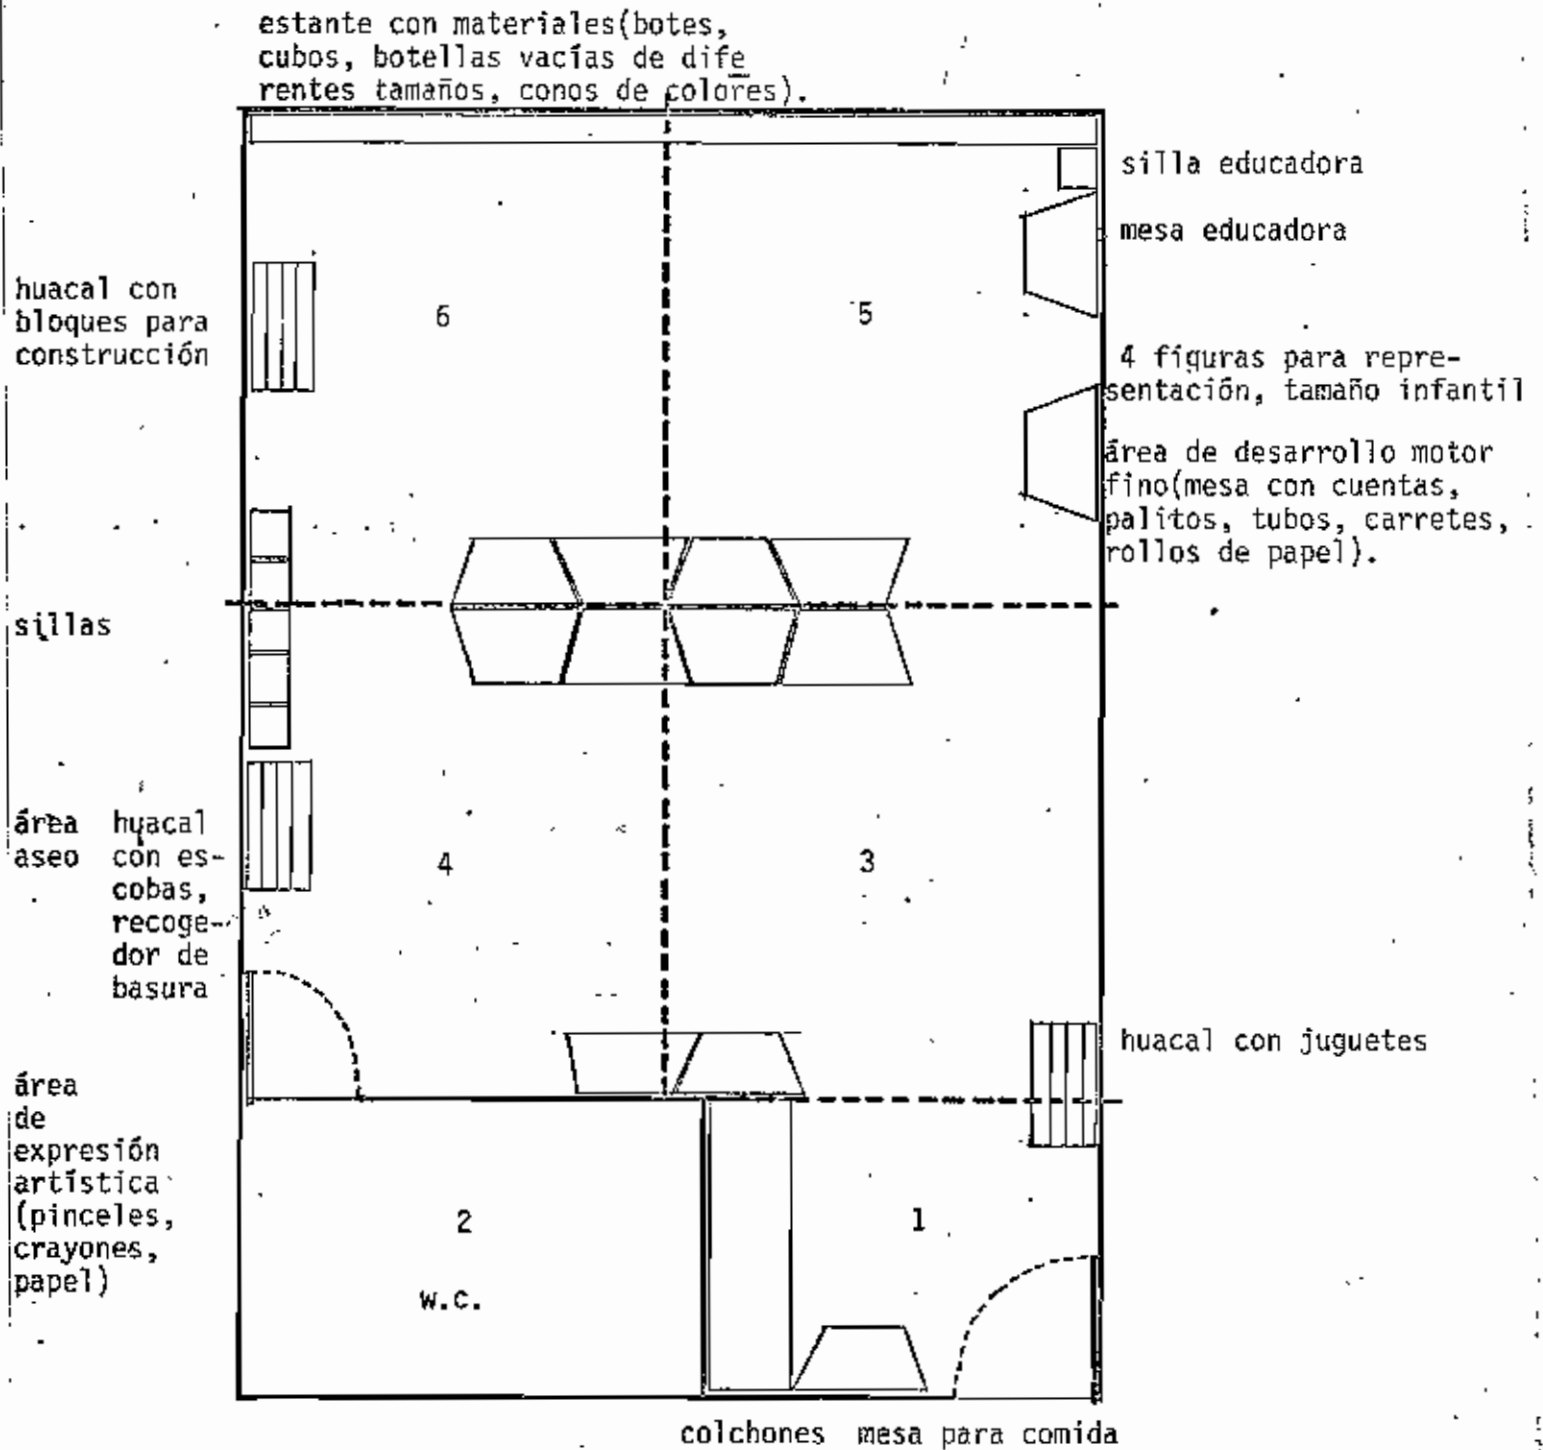 estante con materiales(botes,
cubos, botellas vacías de dife
rentes tamaños, conos de colores).
silla educadora
mesa educadora
huacal con
bloques para
construcción
6
5
4 figuras para repre-
sentación, tamaño infantil
área de desarrollo motor
fino(mesa con cuentas,
palitos, tubos, carretes,
rollos de papel).
sillas
área huacal
aseo con es-
cobas,
recoge-
dor de
basura
4
3
huacal con juguetes
área
de
expresión
artística
(pinceles,
crayones,
papel)
2
w.c.
1
colchones mesa para comida